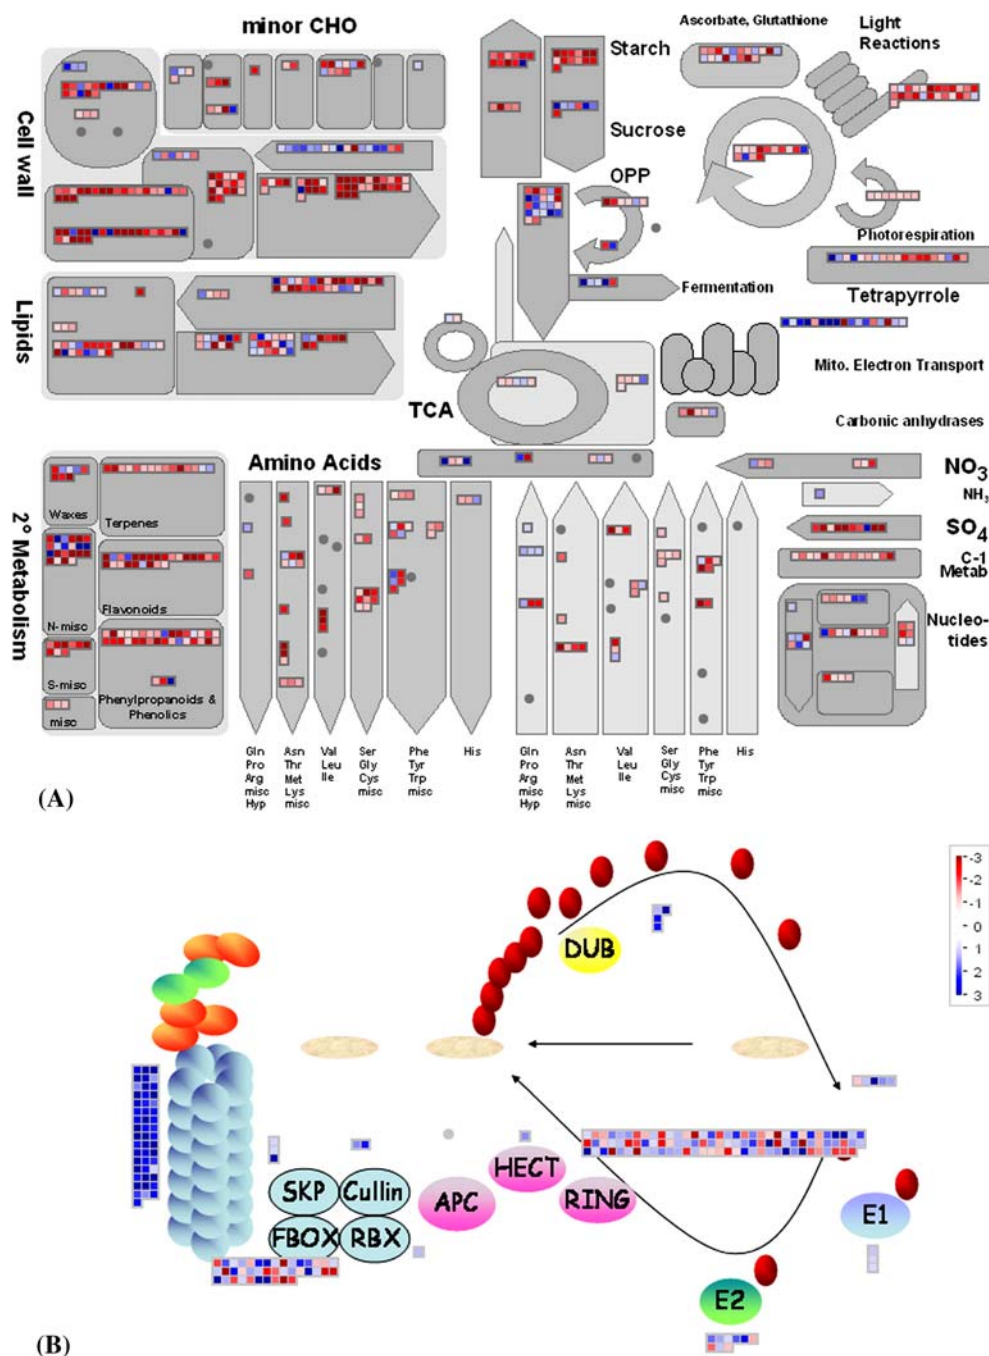 minor CHO
Ascorbate, Glutathione
Light
Reactions
Starch
Sucrose
Cell wall
OPP
Photorespiration
Tetrapyrrole
Fermentation
Lipids
Mito. Electron Transport
TCA
Carbonic anhydrases
Amino Acids
NO3
NH3
SO4
C-1
Metab
Nucleo-
tides
2° Metabolism
Waxes
Terpenes
N-misc
Flavonoids
S-misc
Phenylpropanoids &
Phenolics
misc
Gln
Pro
Arg
misc
Hyp
Asn
Thr
Met
Lys
misc
Val
Leu
Ile
Ser
Gly
Cys
misc
Phe
Tyr
Trp
misc
His
Gln
Pro
Arg
misc
Hyp
Asn
Thr
Met
Lys
misc
Val
Leu
Ile
Ser
Gly
Cys
misc
Phe
Tyr
Trp
misc
His
(A)
-3
-2
-1
0
1
2
3
DUB
SKP
Cullin
FBOX
RBX
APC
HECT
RING
E1
E2
(B)